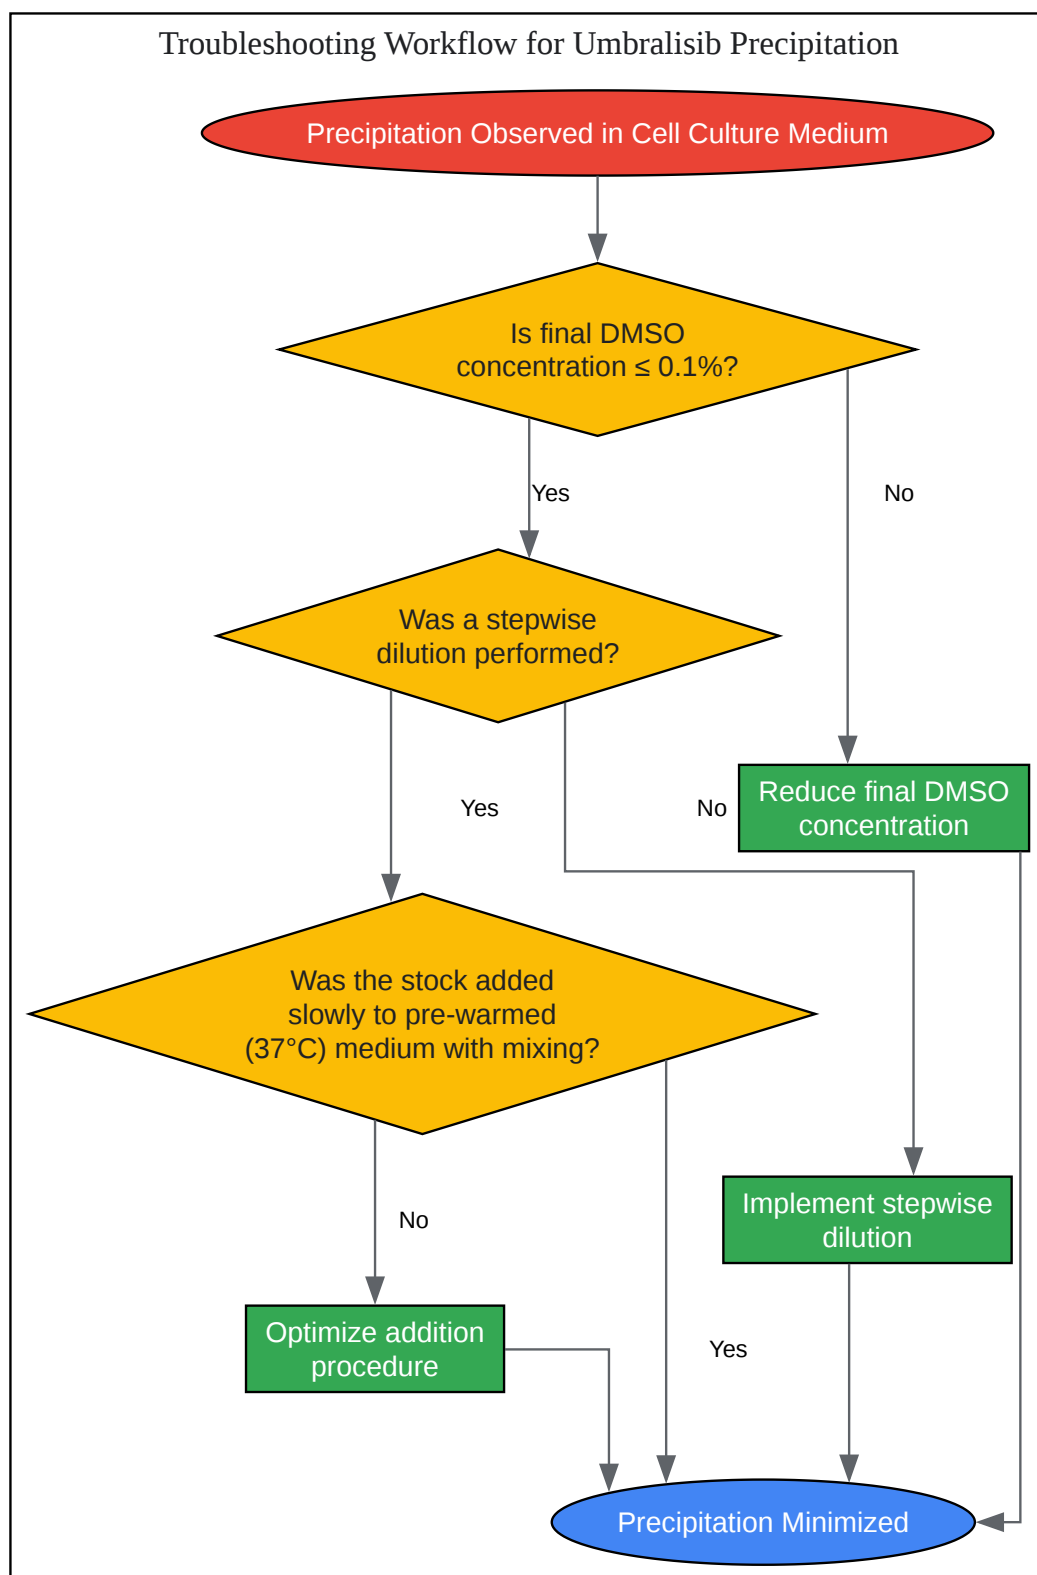 Troubleshooting Workflow for Umbralisib Precipitation
Precipitation Observed in Cell Culture Medium
Is final DMSO
concentration ≤ 0.1%?
Yes
No
Was a stepwise
dilution performed?
Yes
No
Reduce final DMSO
concentration
Was the stock added
slowly to pre-warmed
(37°C) medium with mixing?
No
Implement stepwise
dilution
Optimize addition
procedure
Yes
Precipitation Minimized